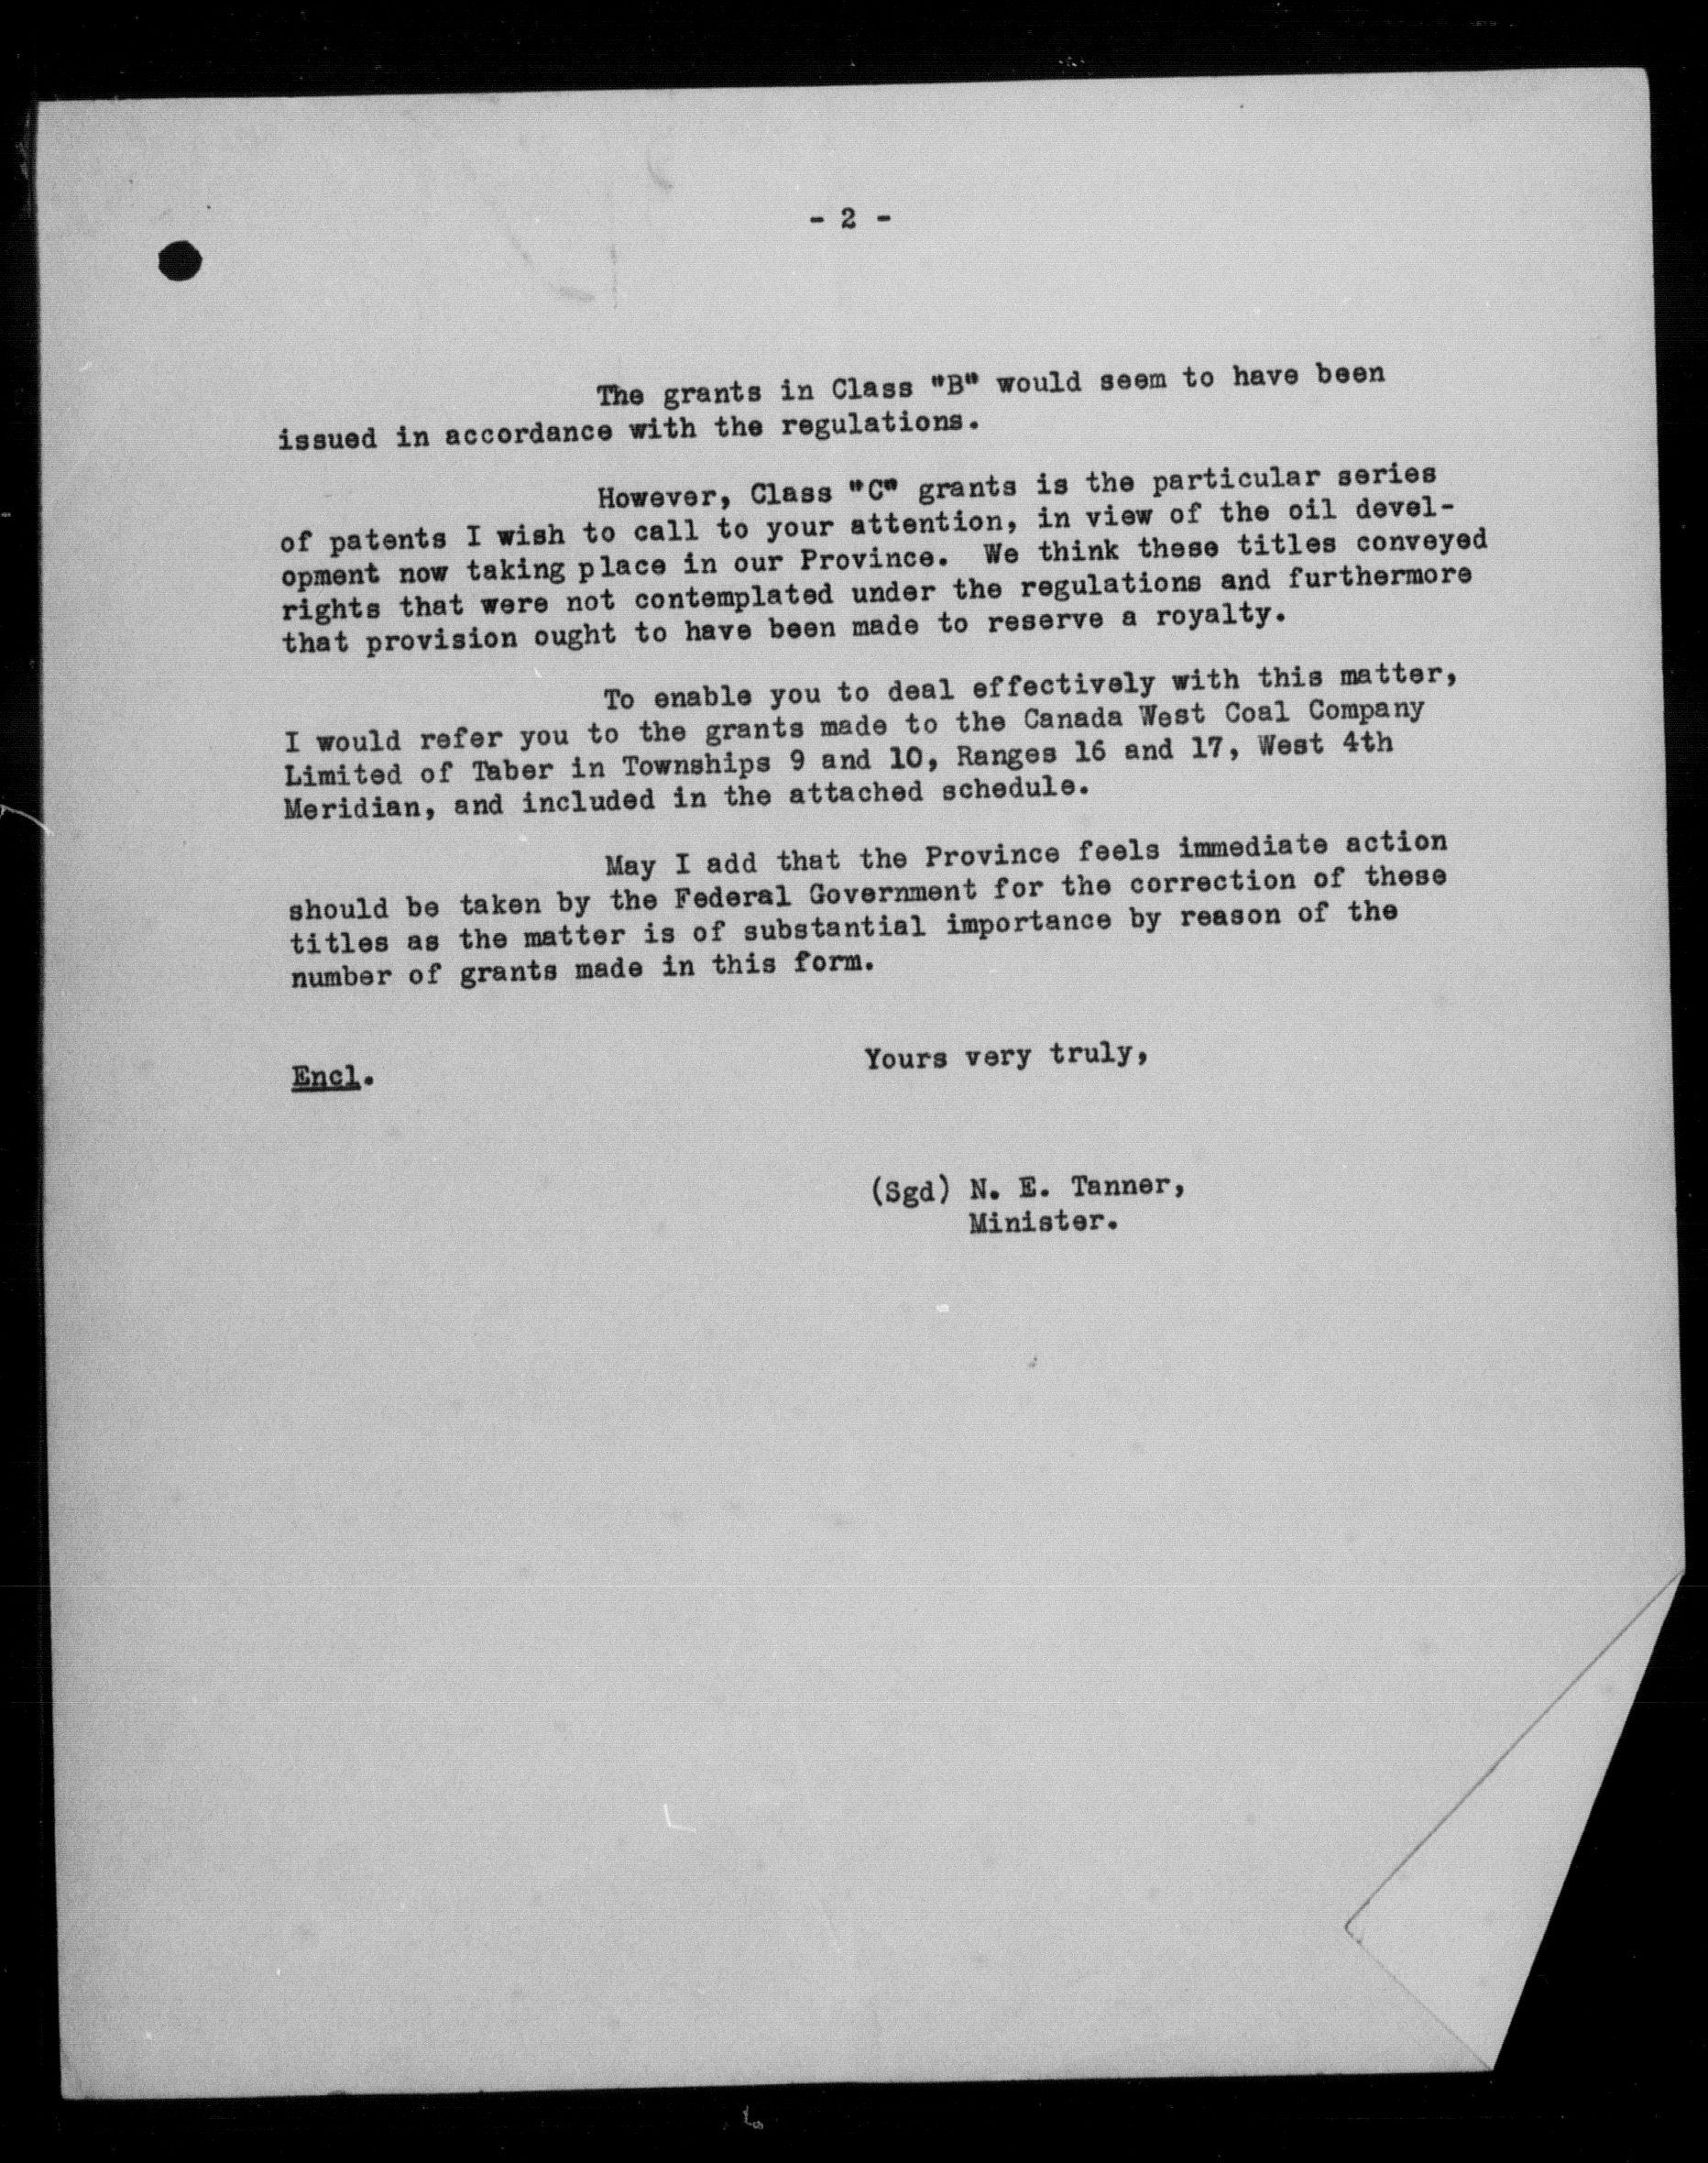 - 2 -
The grants in Class "B" would seem to have been
issued in accordance with the regulations.
However, Class "C" grants is the particular series
of patents I wish to call to your attention, in view of the oil devel-
opment now taking place in our Province. We think these titles conveyed
rights that were not contemplated under the regulations and furthermore
that provision ought to have been made to reserve a royalty.
To enable you to deal effectively with this matter,
I would refer you to the grants made to the Canada West Coal Company
Limited of Taber in Townships 9 and 10, Ranges 16 and 17, West 4th
Meridian, and included in the attached schedule.
May I add that the Province feels immediate action
should be taken by the Federal Government for the correction of these
titles as the matter is of substantial importance by reason of the
number of grants made in this form.
Yours very truly,
Encl.
(Sgd) N. E. Tanner,
Minister.